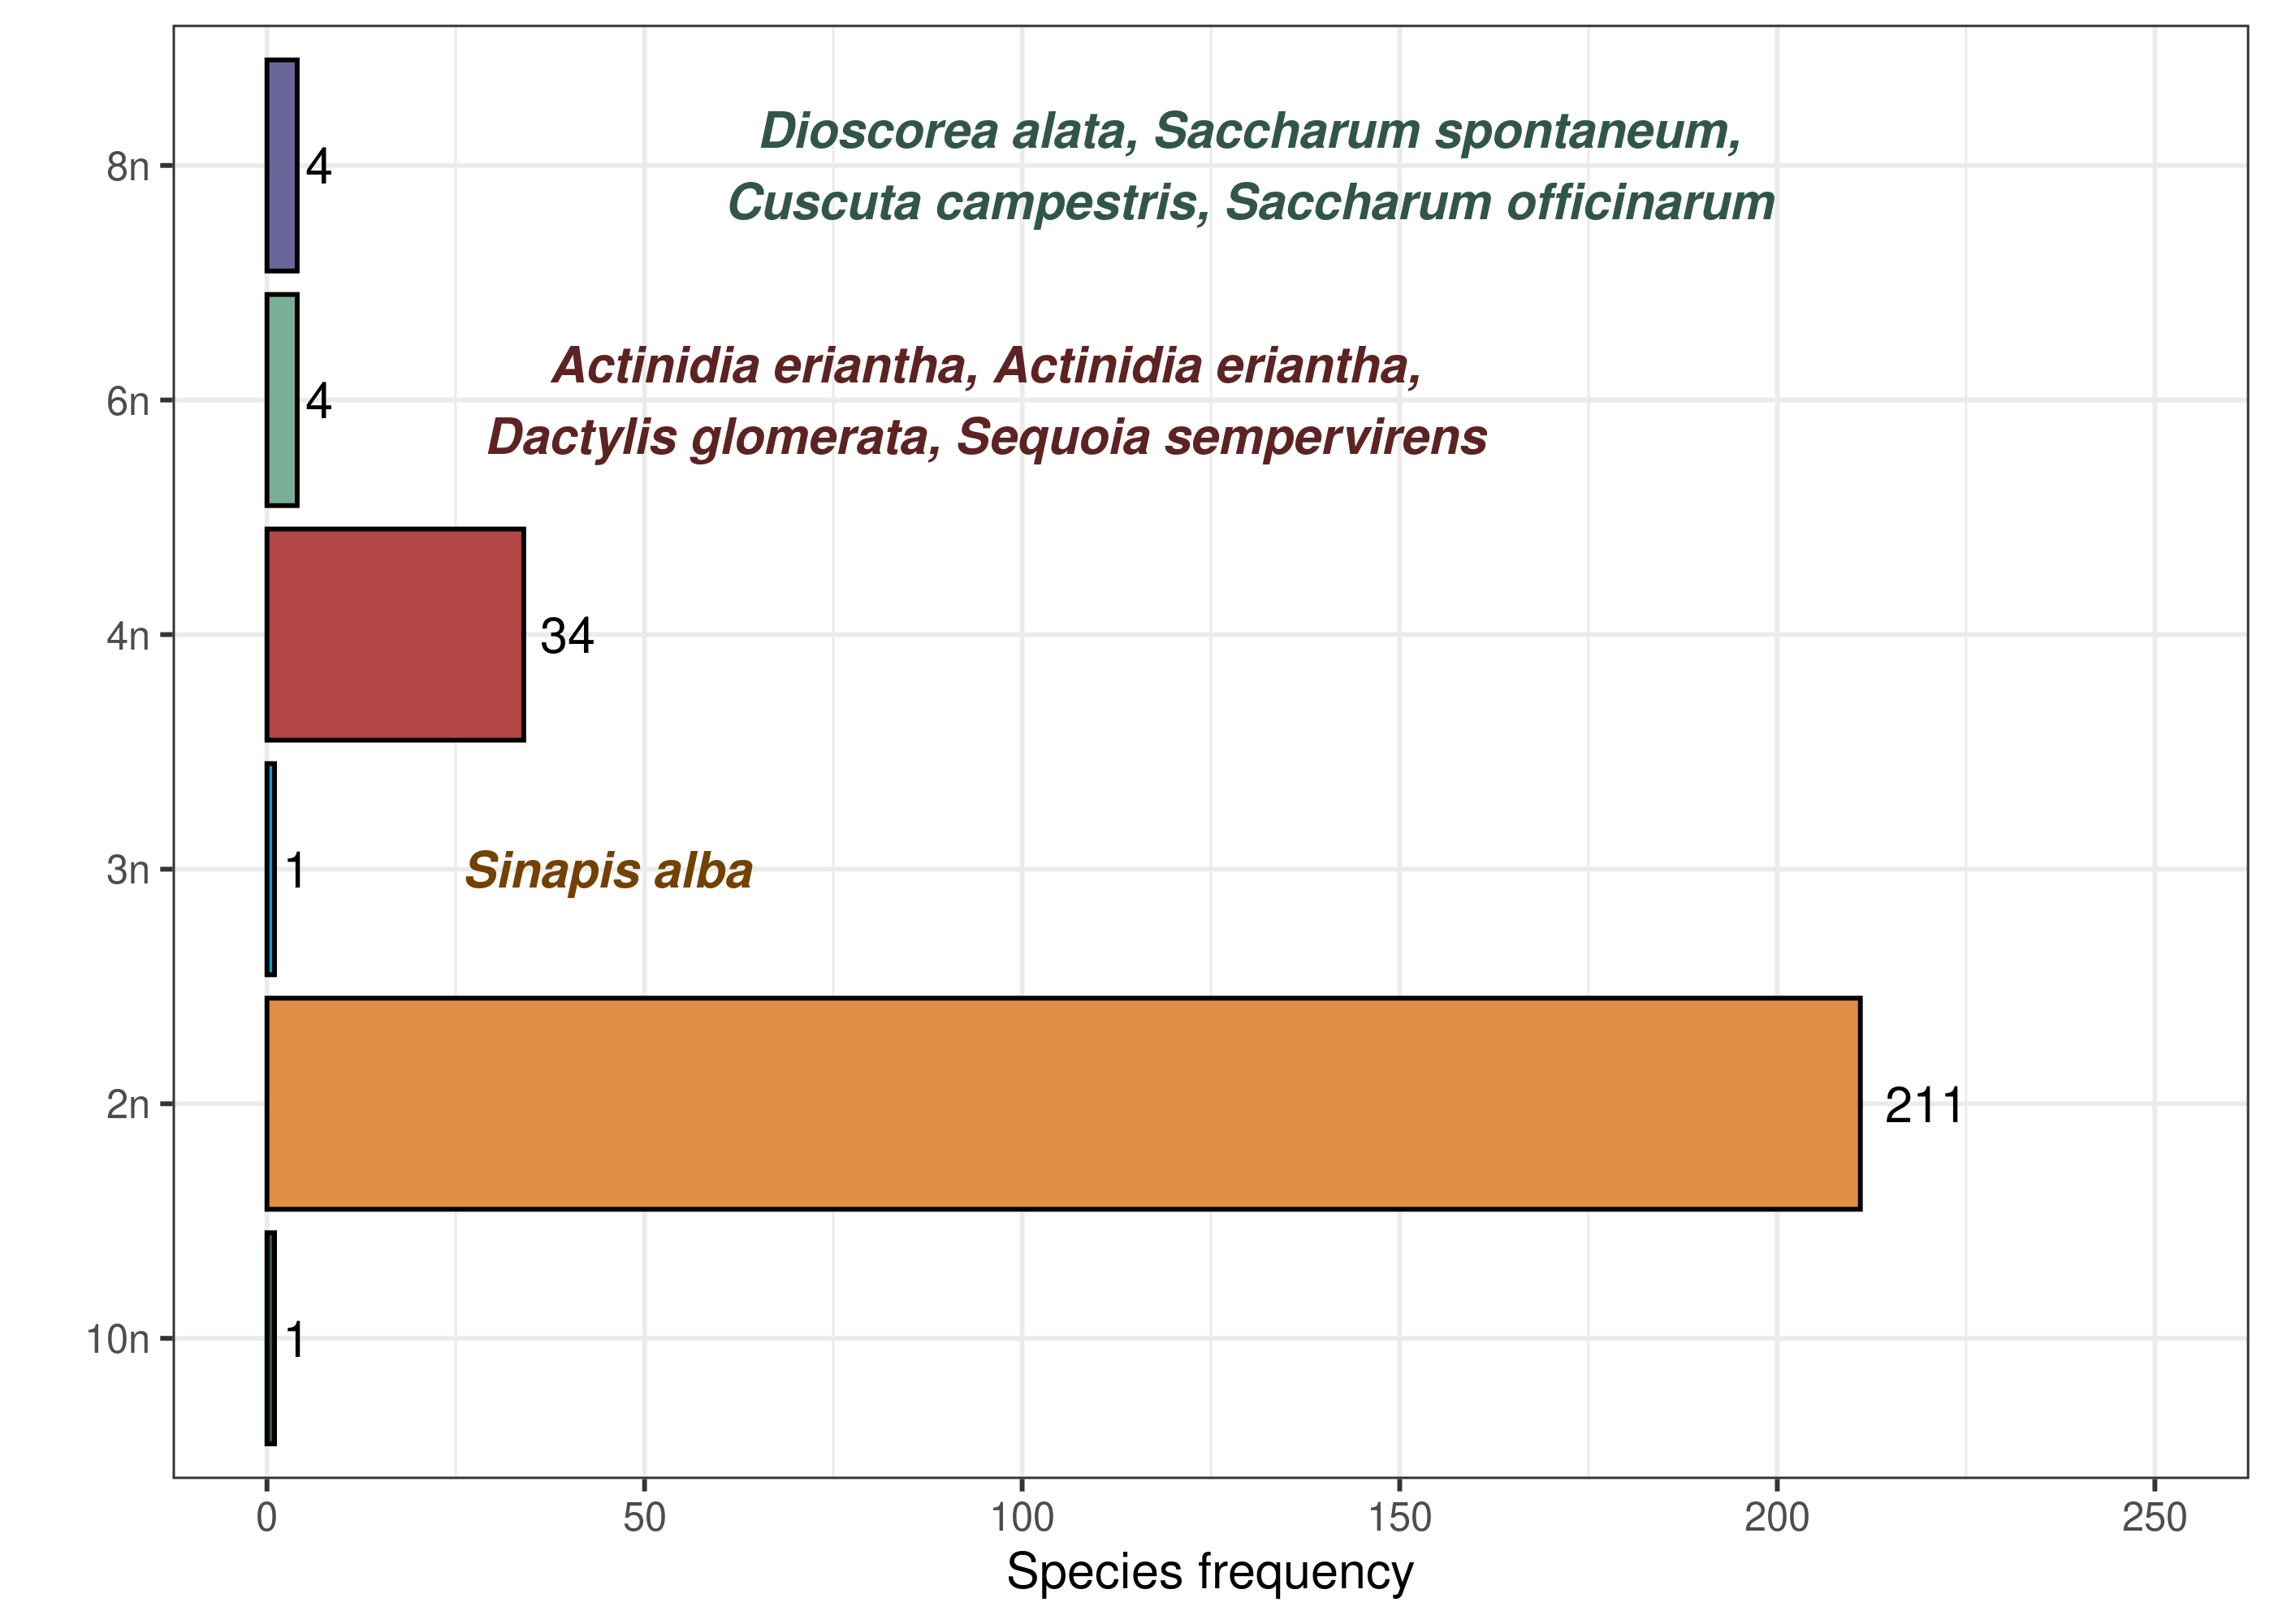 Dioscorea alata, Saccharum spontaneum,
8n
4
Cuscuta campestris, Saccharum officinarum
Actinidia eriantha, Actinidia eriantha,
6n
4
Dactylis glomerata, Sequoia sempervirens
4n
34
3n
1
Sinapis alba
2n
211
10n
1
0 50 100 150 200 250
Species frequency